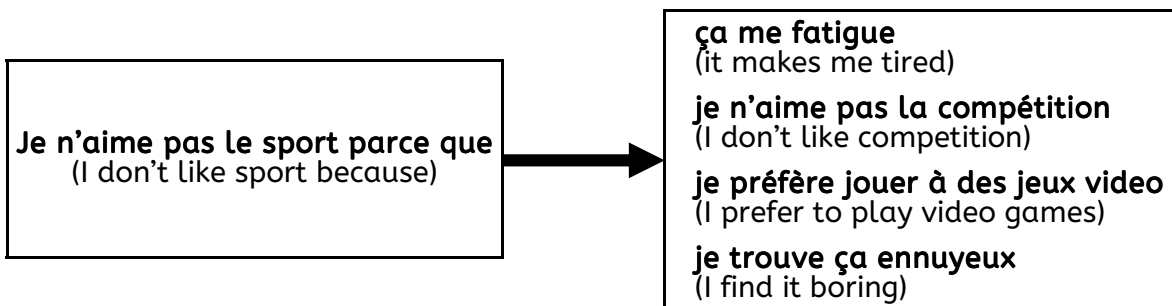 Je n’aime pas le sport parce que
(I don’t like sport because)
ça me fatigue
(it makes me tired)
je n’aime pas la compétition
(I don’t like competition)
je préfère jouer à des jeux video
(I prefer to play video games)
je trouve ça ennuyeux
(I find it boring)